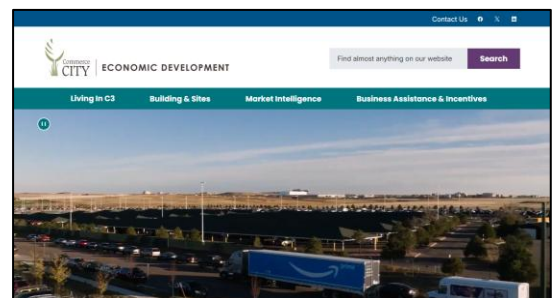 Contact Us
Commerce
CITY
ECONOMIC DEVELOPMENT
Find almost anything on our website
Search
Living In C3
Building & Sites
Market Intelligence
Business Assistance & Incentives
prime